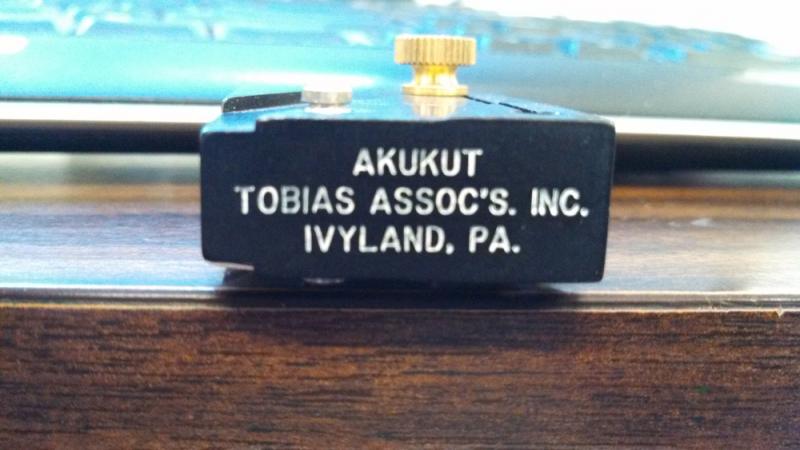 AKUKUT
TOBIAS ASSOC'S. INC.
IVYLAND, PA.